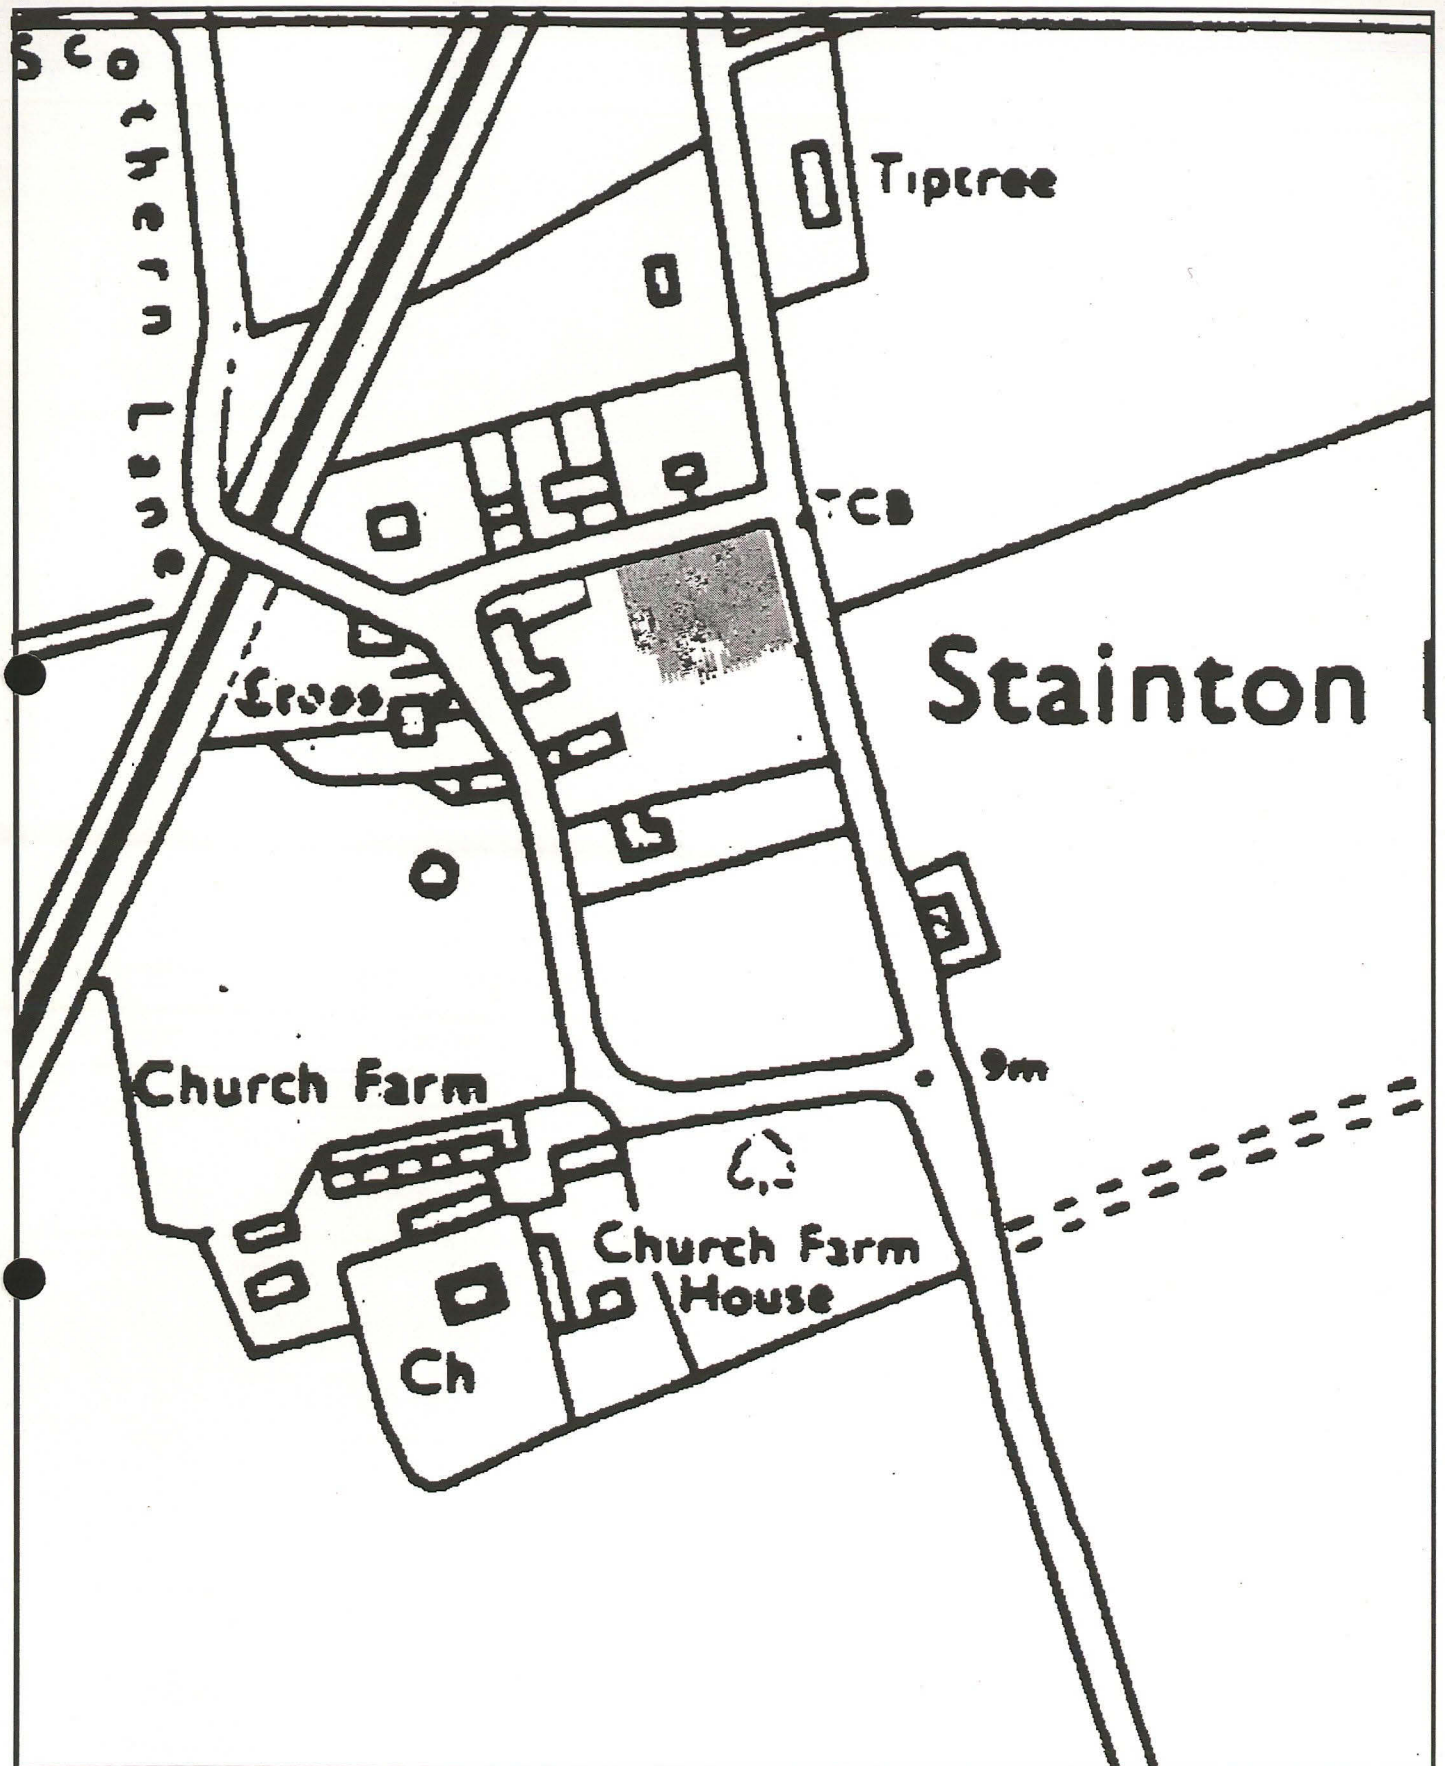 Scothern Lane
Tiptree
TCB
Cross
Stainton
Church Farm
9m
Church Farm
House
Ch